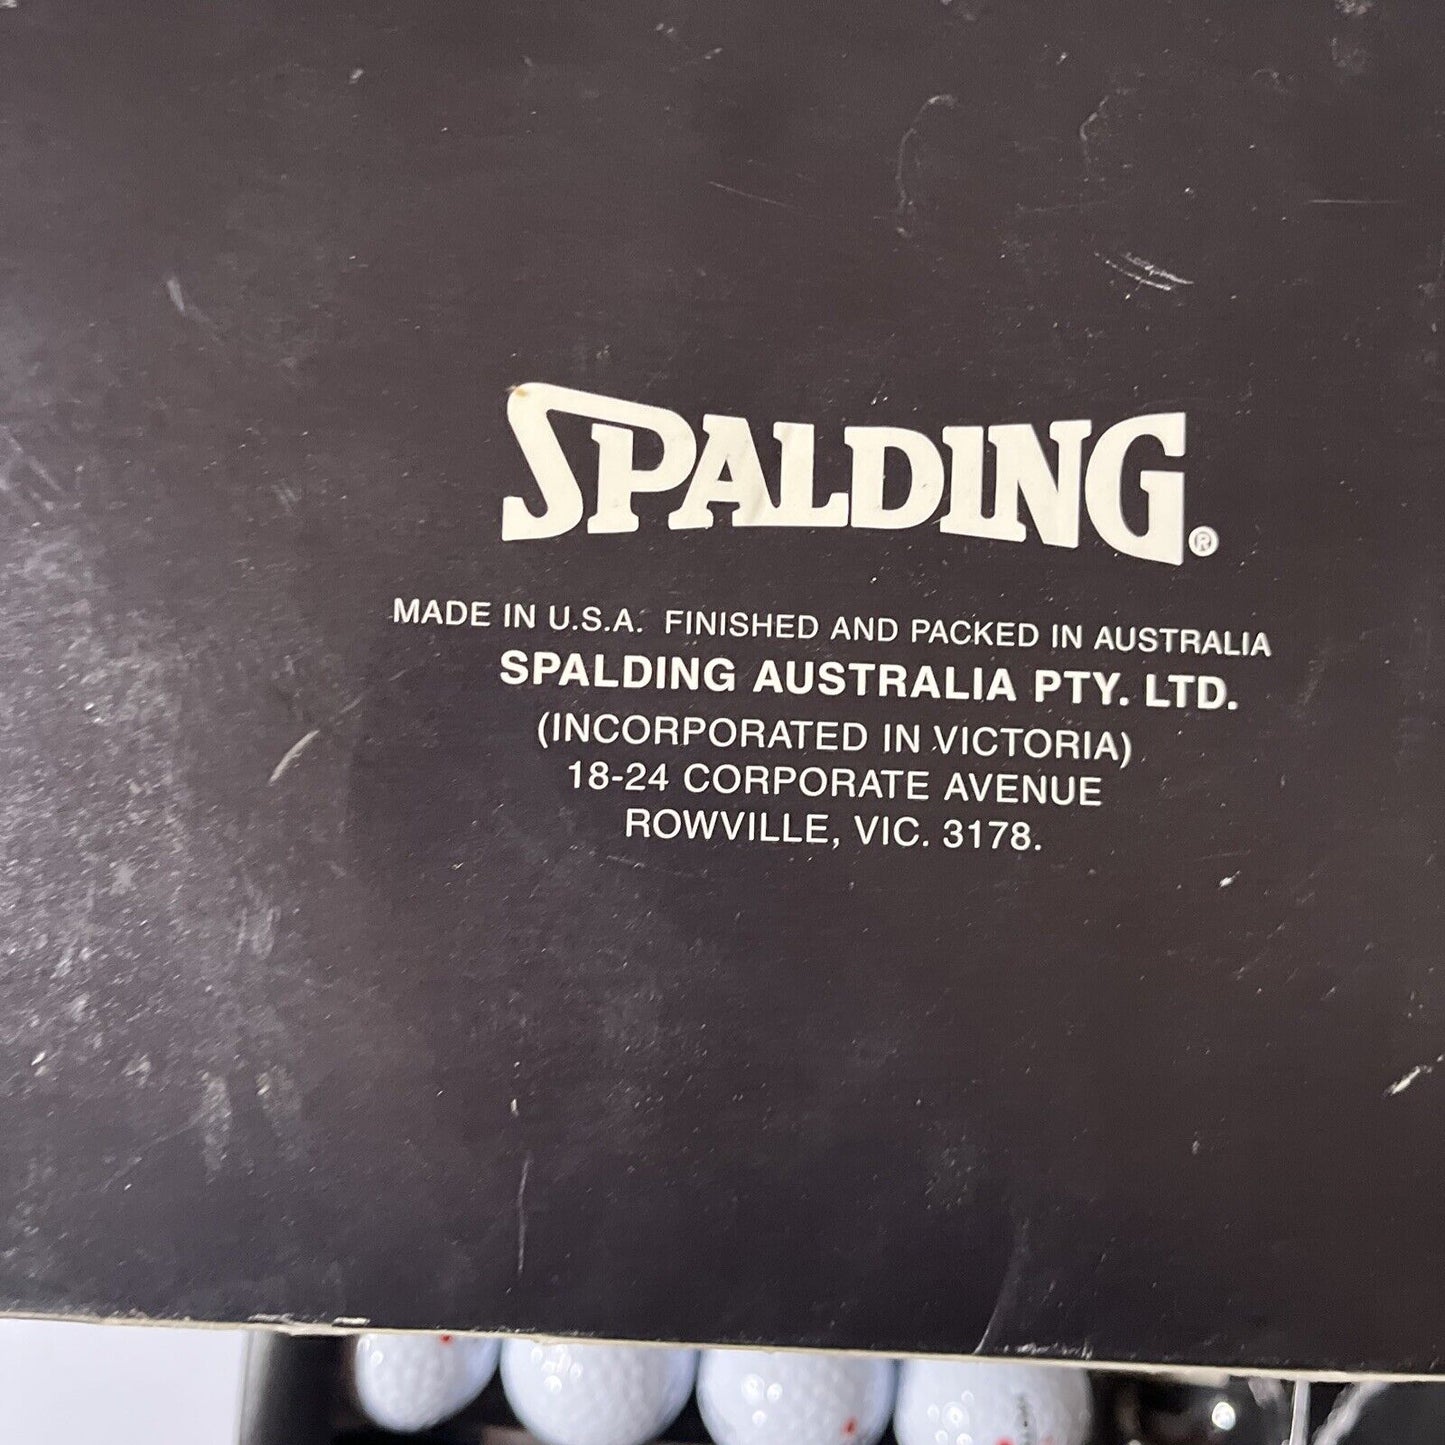 SPALDING®
MADE IN U.S.A. FINISHED AND PACKED IN AUSTRALIA
SPALDING AUSTRALIA PTY. LTD.
(INCORPORATED IN VICTORIA)
18-24 CORPORATE AVENUE
ROWVILLE, VIC. 3178.